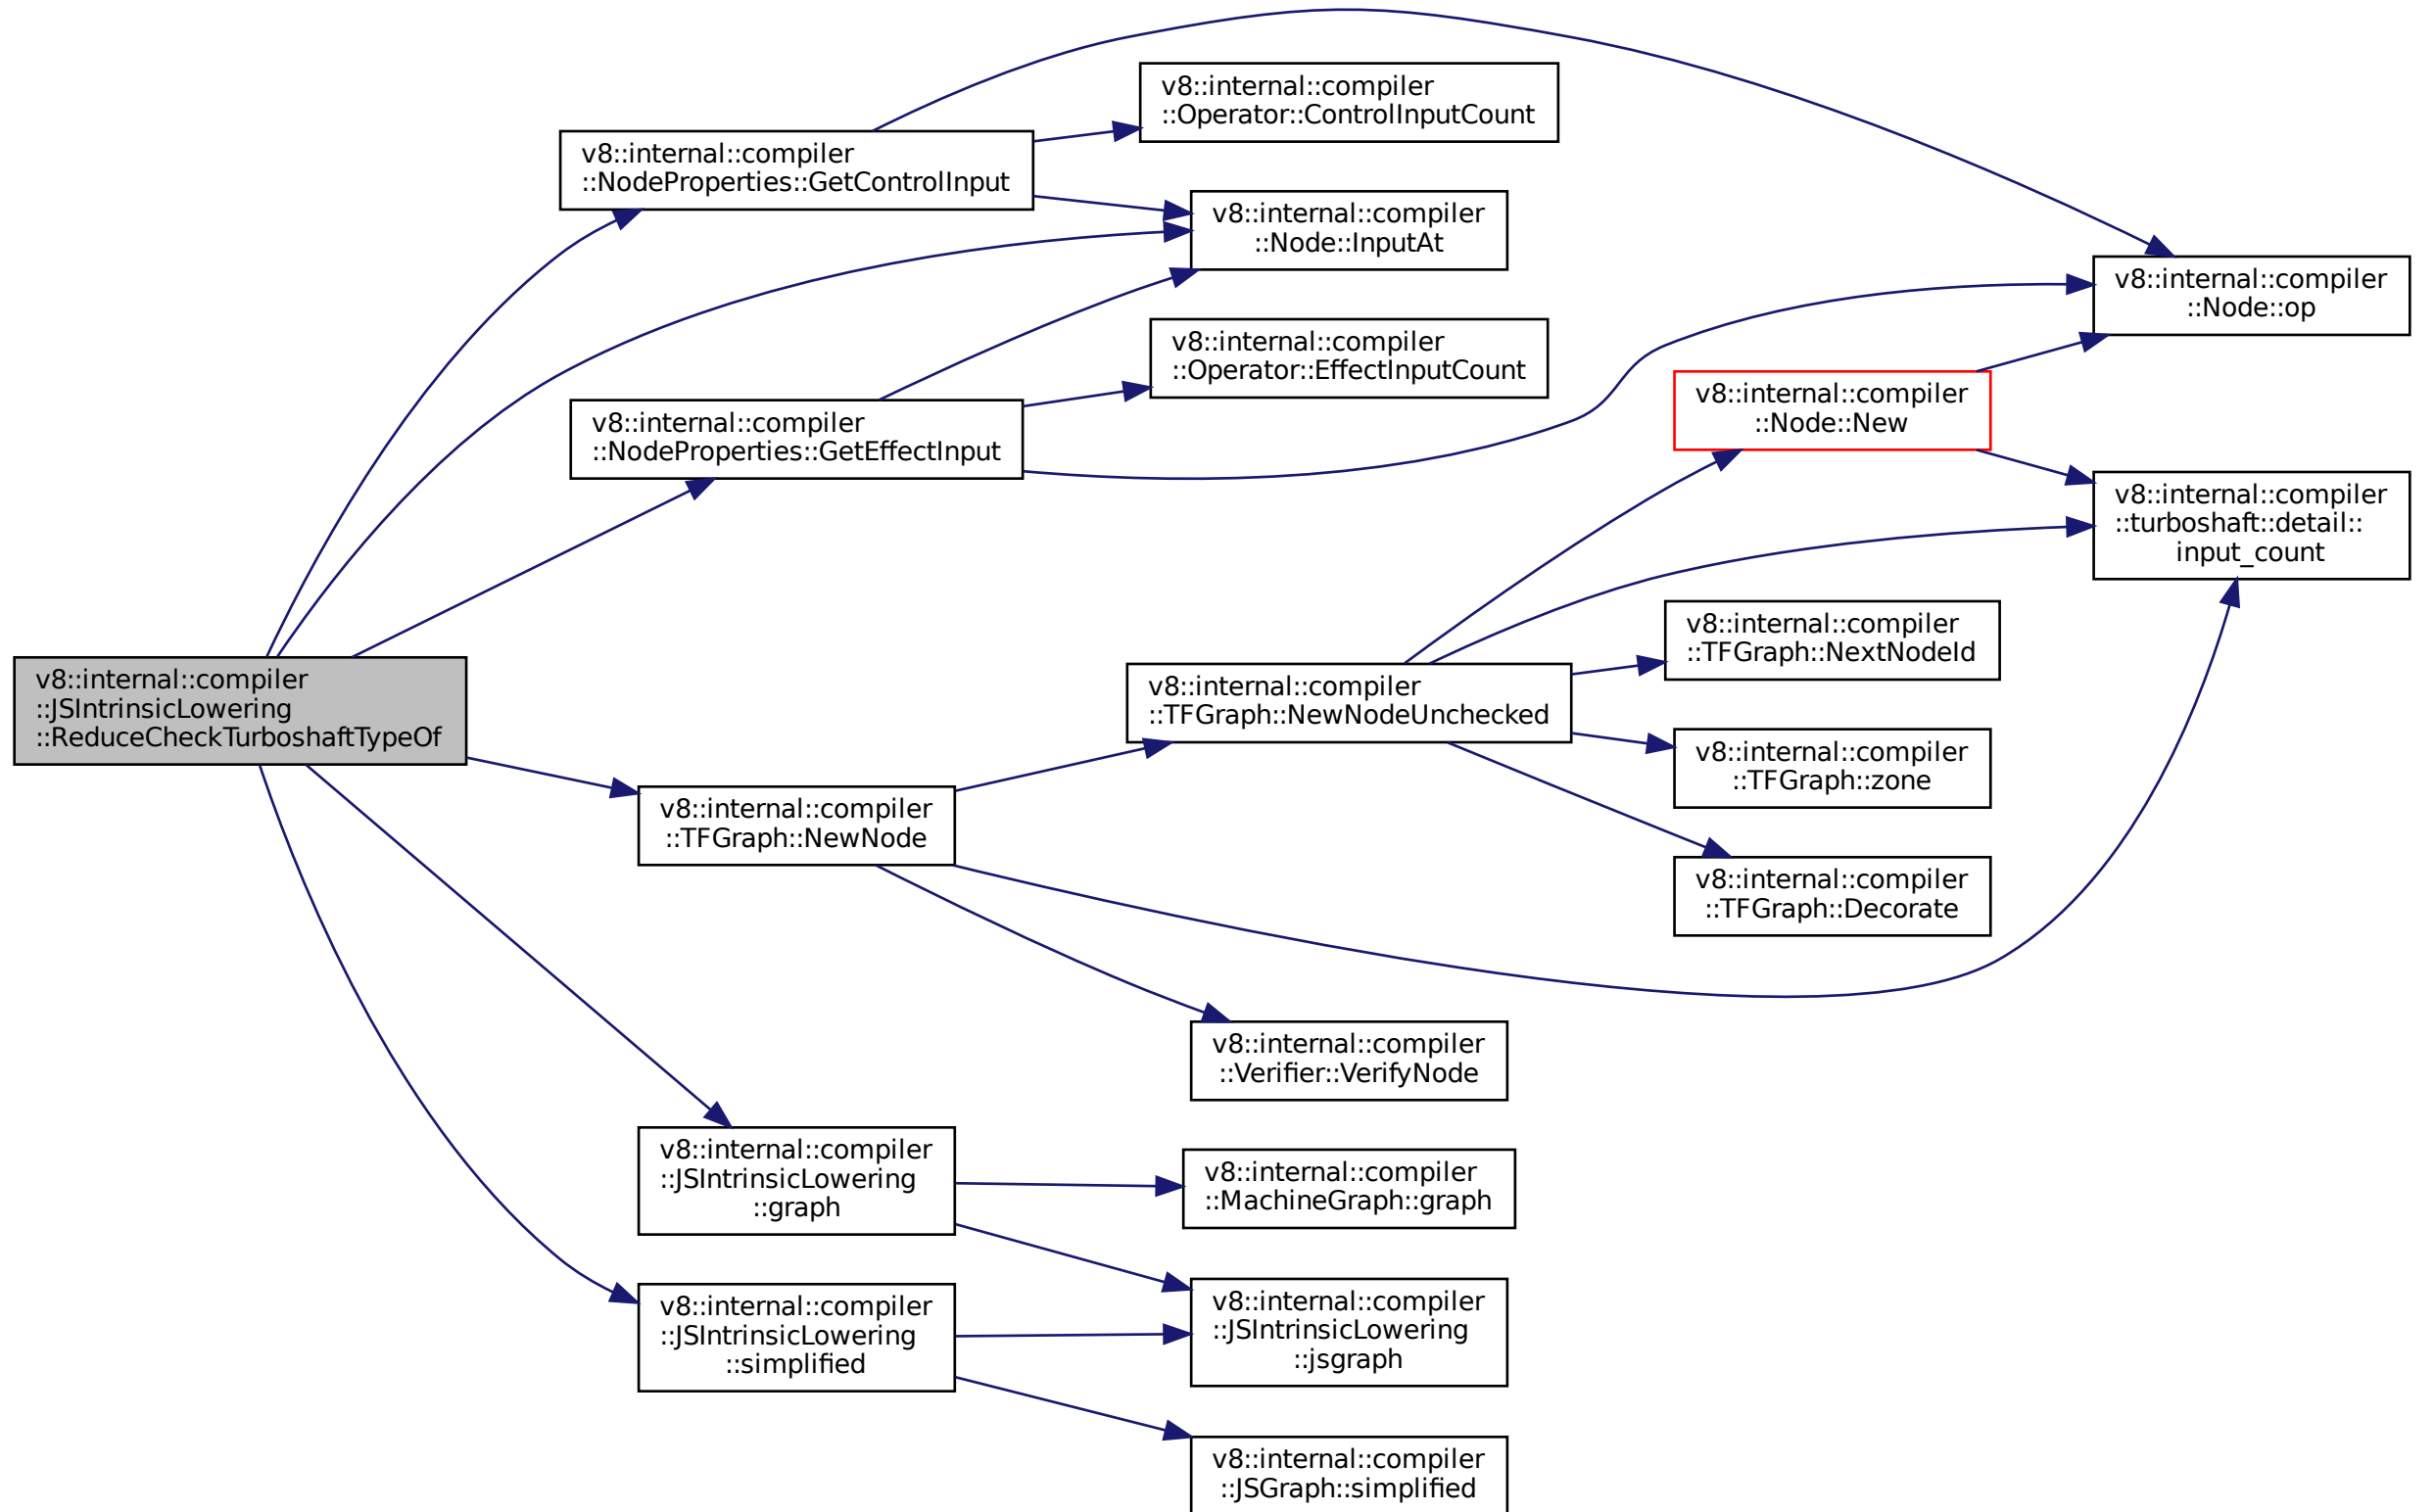 v8::internal::compiler
::JSIntrinsicLowering
::ReduceCheckTurboshaftTypeOf
v8::internal::compiler
::NodeProperties::GetControlInput
v8::internal::compiler
::NodeProperties::GetEffectInput
v8::internal::compiler
::TFGraph::NewNode
v8::internal::compiler
::JSIntrinsicLowering
::graph
v8::internal::compiler
::JSIntrinsicLowering
::simplified
v8::internal::compiler
::Operator::ControlInputCount
v8::internal::compiler
::Node::InputAt
v8::internal::compiler
::Operator::EffectInputCount
v8::internal::compiler
::TFGraph::NewNodeUnchecked
v8::internal::compiler
::Verifier::VerifyNode
v8::internal::compiler
::MachineGraph::graph
v8::internal::compiler
::JSIntrinsicLowering
::jsgraph
v8::internal::compiler
::JSGraph::simplified
v8::internal::compiler
::Node::New
v8::internal::compiler
::TFGraph::NextNodeId
v8::internal::compiler
::TFGraph::zone
v8::internal::compiler
::TFGraph::Decorate
v8::internal::compiler
::Node::op
v8::internal::compiler
::turboshaft::detail::
input_count